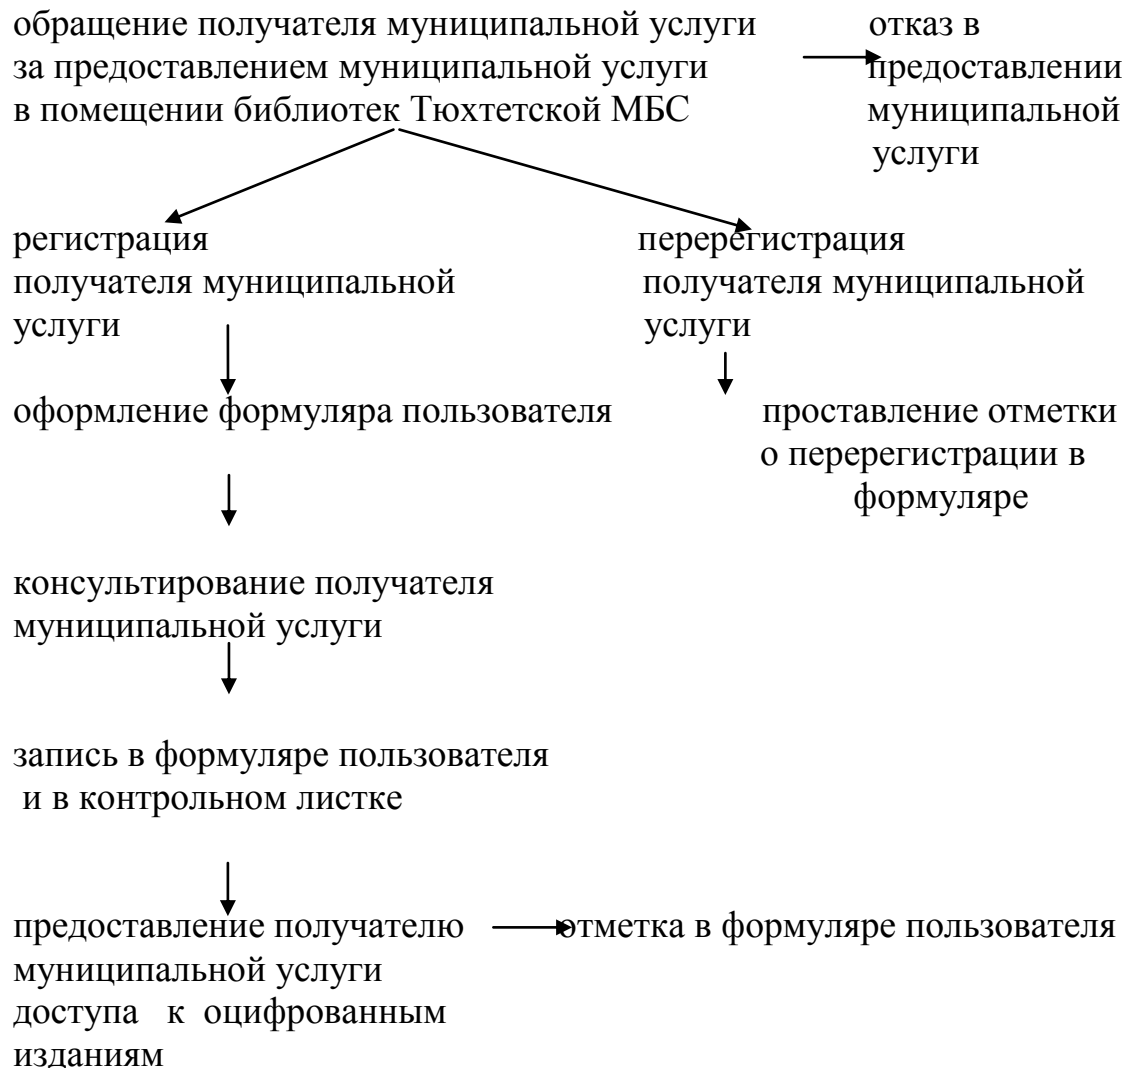 обращение получателя муниципальной услуги
за предоставлением муниципальной услуги
в помещении библиотек Тюхтетской МБС
отказ в
предоставлении
муниципальной
услуги
регистрация
получателя муниципальной
услуги
перерегистрация
получателя муниципальной
услуги
оформление формуляра пользователя
проставление отметки
о перерегистрации в
формуляре
консультирование получателя
муниципальной услуги
запись в формуляре пользователя
и в контрольном листке
предоставление получателю
муниципальной услуги
доступа к оцифрованным
изданиям
отметка в формуляре пользователя